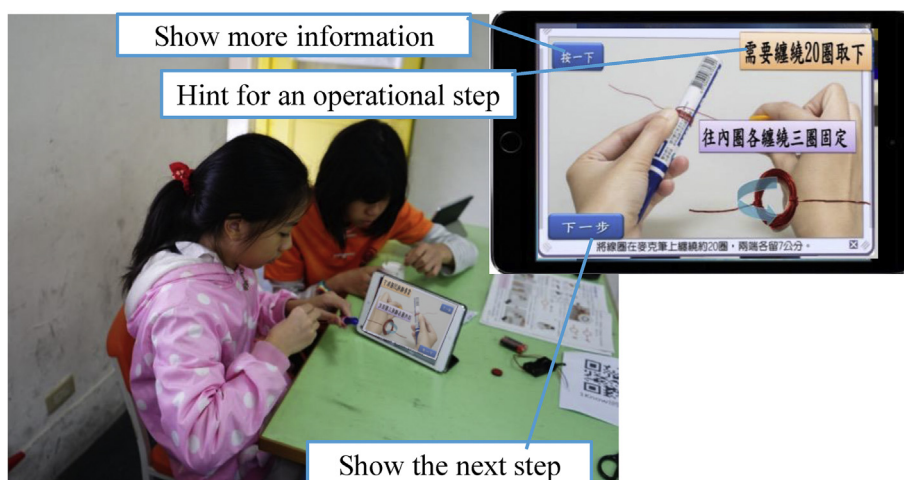 Show more information
Hint for an operational step
按一下
需要纏繞20圈取下
往內圈各纏繞三圈固定
下一步
將線圈在麥克筆上纏繞約20圈，兩端各留7公分。
Show the next step